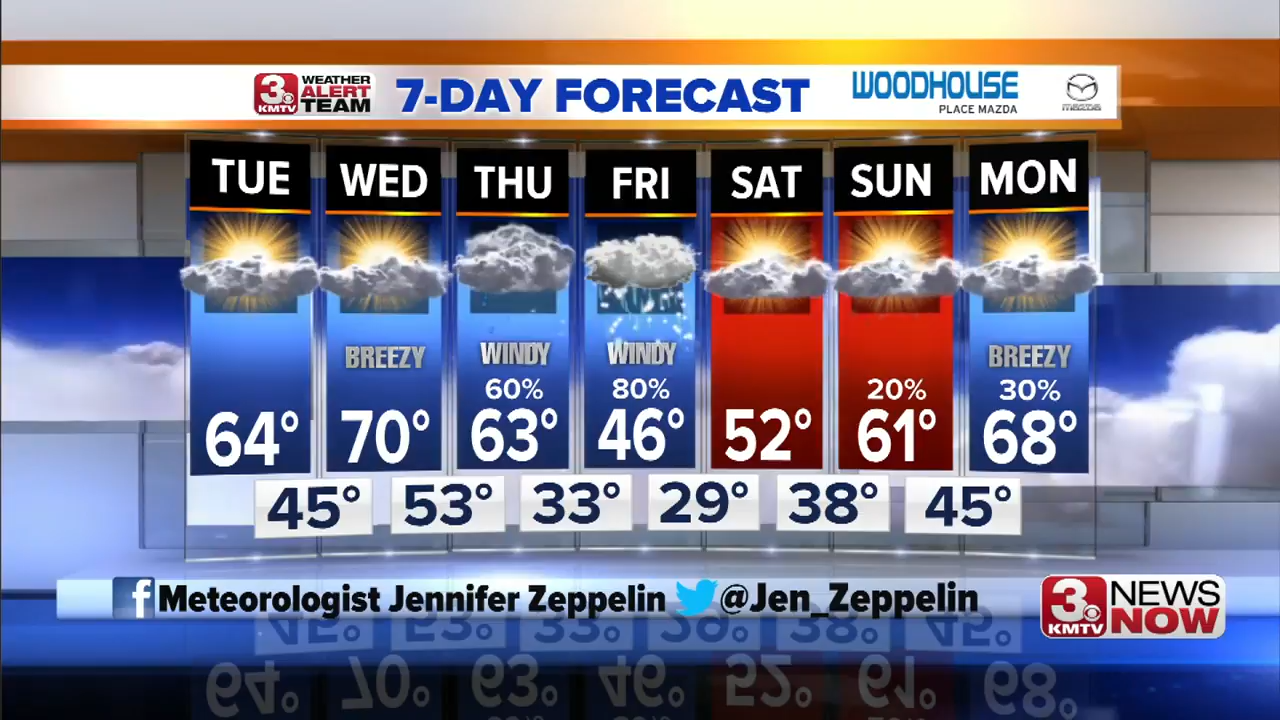 3 KMTV WEATHER ALERT TEAM 7-DAY FORECAST WOODHOUSE PLACE MAZDA mazda
TUE WED THU FRI SAT SUN MON
BREEZY WINDY WINDY BREEZY
60% 80% 20% 30%
64° 70° 63° 46° 52° 61° 68°
45° 53° 33° 29° 38° 45°
f Meteorologist Jennifer Zeppelin @Jen_Zeppelin 3 KMTV NEWS NOW